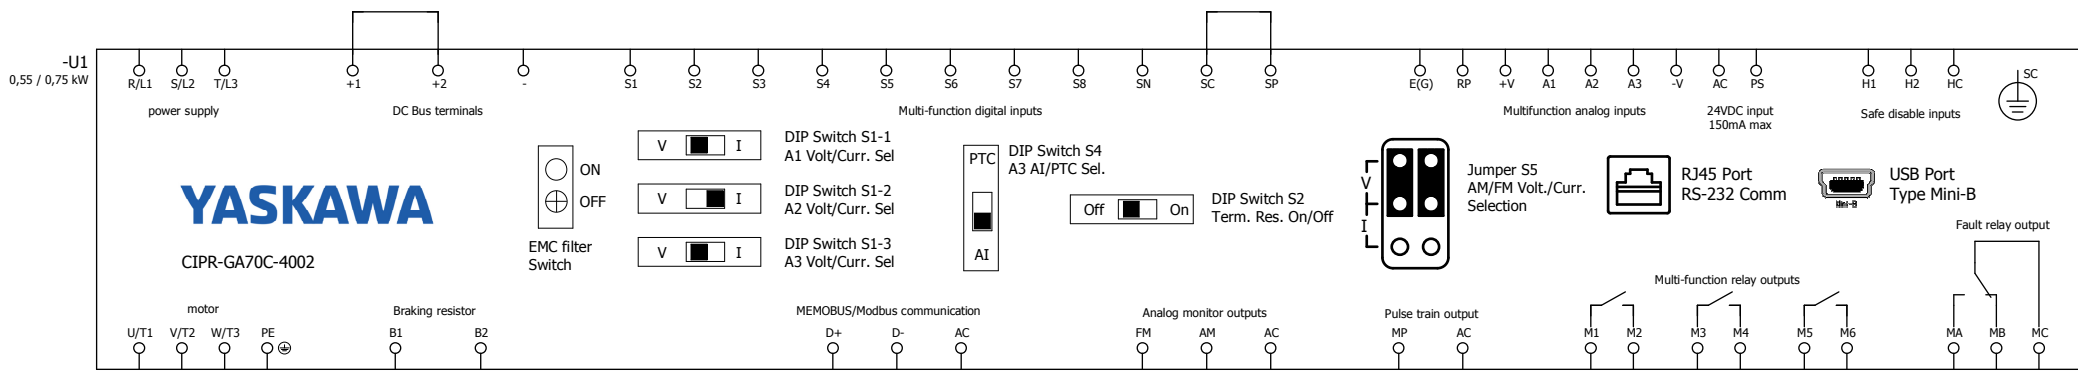 -U1
0,55 / 0,75 kW
R/L1 S/L2 T/L3 +1 +2 - S1 S2 S3 S4 S5 S6 S7 S8 SN SC SP E(G) RP +V A1 A2 A3 -V AC PS H1 H2 HC SC
power supply DC Bus terminals Multi-function digital inputs Multifunction analog inputs 24VDC input Safe disable inputs
150mA max
ON
OFF
EMC filter
Switch
V I DIP Switch S1-1
A1 Volt/Curr. Sel
V I DIP Switch S1-2
A2 Volt/Curr. Sel
V I DIP Switch S1-3
A3 Volt/Curr. Sel
PTC
AI
DIP Switch S4
A3 AI/PTC Sel.
Off On
DIP Switch S2
Term. Res. On/Off
V
I
Jumper S5
AM/FM Volt./Curr.
Selection
RJ45 Port
RS-232 Comm
Mini-B
USB Port
Type Mini-B
YASKAWA
CIPR-GA70C-4002
Fault relay output
Multi-function relay outputs
motor Braking resistor MEMOBUS/Modbus communication Analog monitor outputs Pulse train output
U/T1 V/T2 W/T3 PE B1 B2 D+ D- AC FM AM AC MP AC M1 M2 M3 M4 M5 M6 MA MB MC